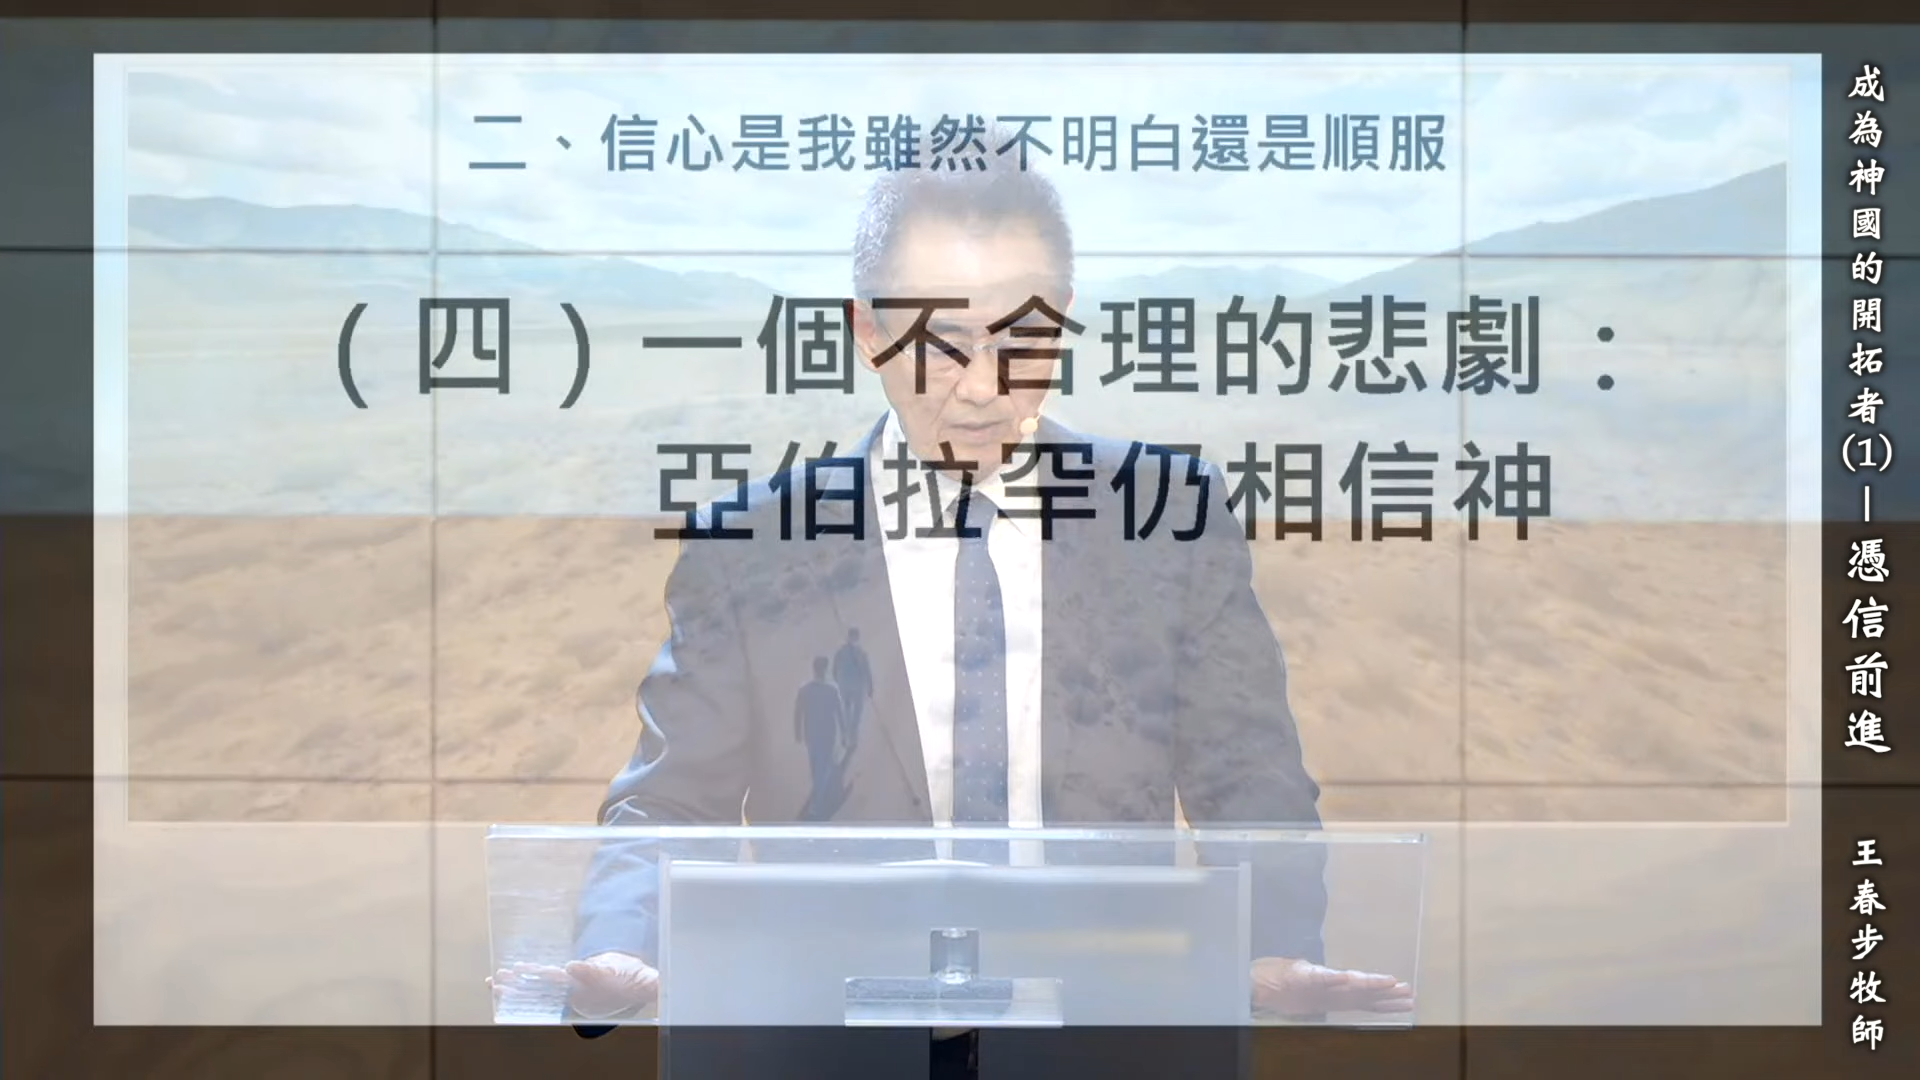 二、信心是我雖然不明白還是順服
(四)一個不合理的悲劇：
亞伯拉罕仍相信神
成為神國的開拓者(1)—憑信前進
王春步牧師